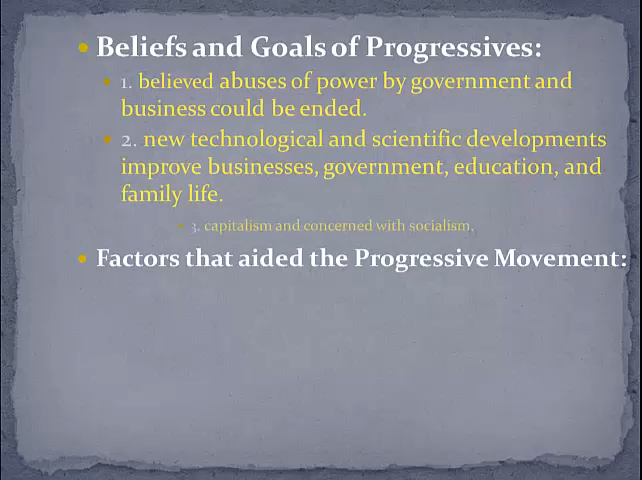 Beliefs and Goals of Progressives:
1. believed abuses of power by government and
business could be ended.
2. new technological and scientific developments
improve businesses, government, education, and
family life.
3. capitalism and concerned with socialism.
Factors that aided the Progressive Movement: